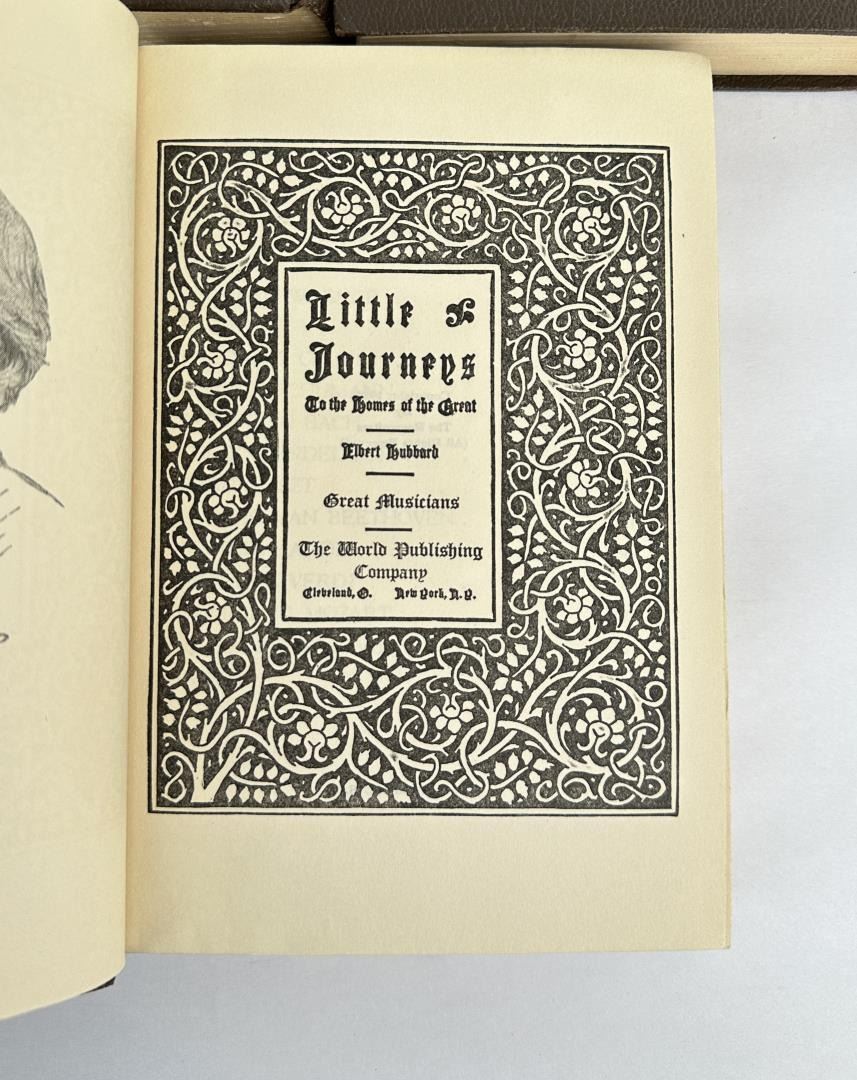 Little
Journeys
To the Homes of the Great
Elbert Hubbard
Great Musicians
The World Publishing
Company
Cleveland, O. New York, N.Y.